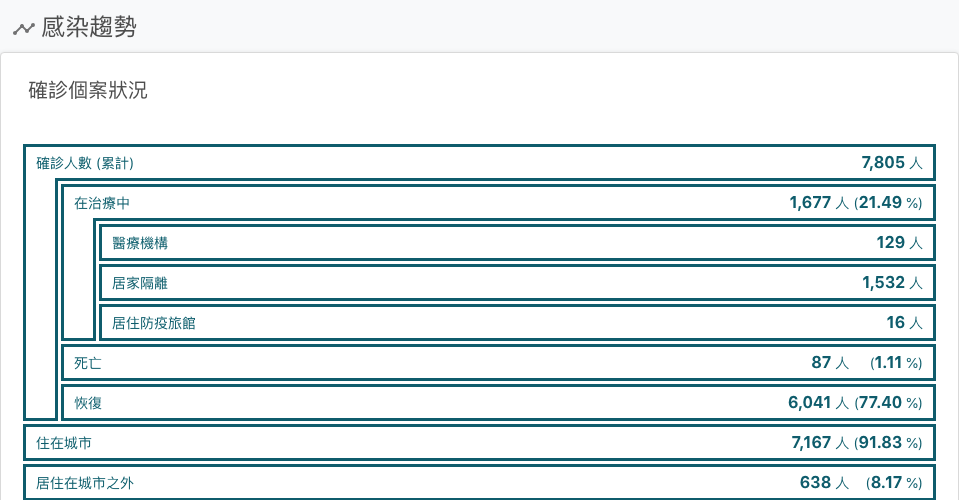 感染趨勢
確診個案狀況
確診人數 (累計) 7,805 人
在治療中 1,677 人 (21.49 %)
醫療機構 129 人
居家隔離 1,532 人
居住防疫旅館 16 人
死亡 87 人 (1.11 %)
恢復 6,041 人 (77.40 %)
住在城市 7,167 人 (91.83 %)
居住在城市之外 638 人 (8.17 %)